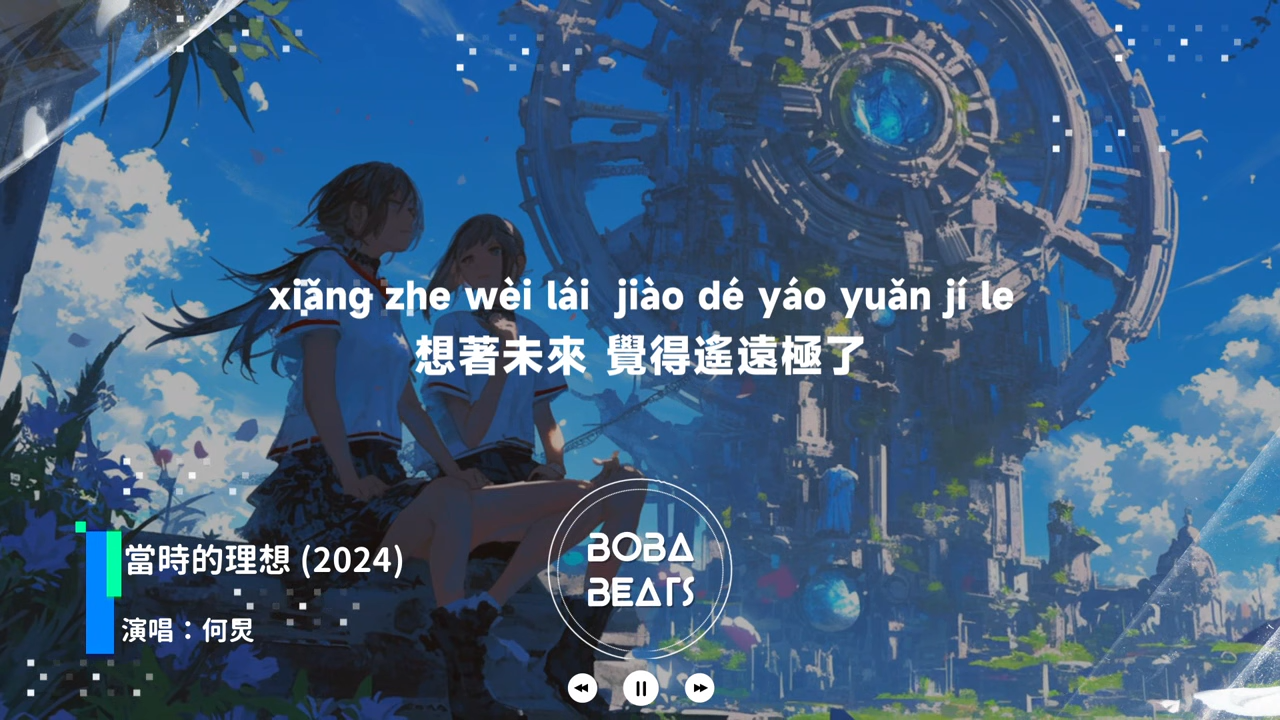 xiǎng zhe wèi lái jiào dé yáo yuǎn jí le
想著未來 覺得遙遠極了
BOBA
BEATS
當時的理想 (2024)
演唱：何炅